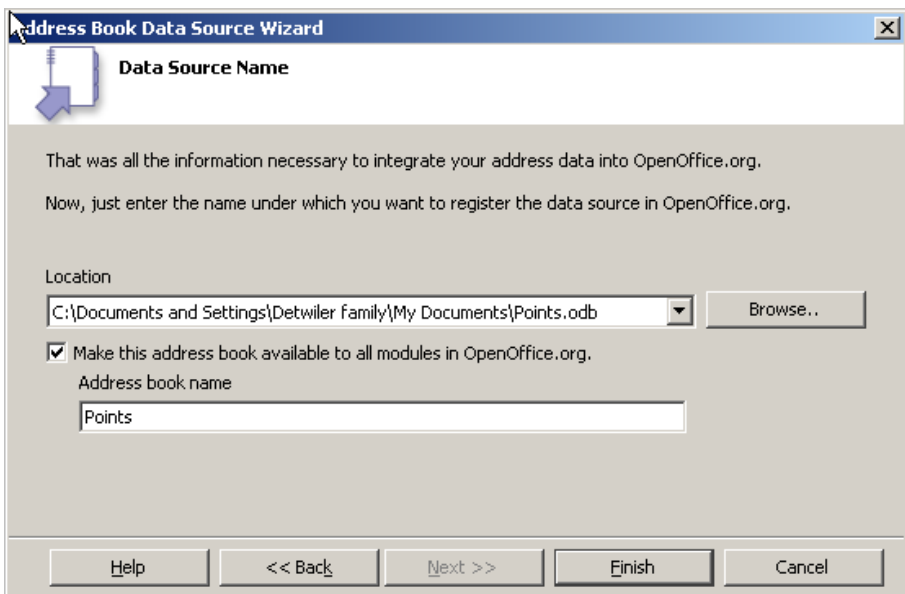 Address Book Data Source Wizard
Data Source Name
That was all the information necessary to integrate your address data into OpenOffice.org.
Now, just enter the name under which you want to register the data source in OpenOffice.org.
Location
C:\Documents and Settings\Detwiler family\My Documents\Points.odb
Browse..
Make this address book available to all modules in OpenOffice.org.
Address book name
Points
Help << Back Next >> Finish Cancel